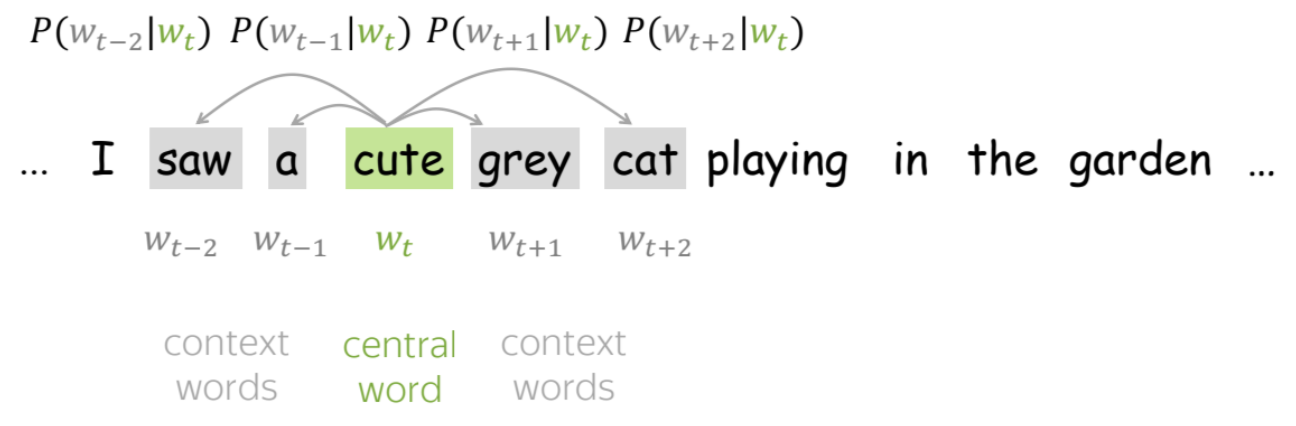 P(w_{t−2}|w_t) P(w_{t−1}|w_t) P(w_{t+1}|w_t) P(w_{t+2}|w_t)
... I saw a cute grey cat playing in the garden ...
w_{t−2} w_{t−1} w_t w_{t+1} w_{t+2}
context central context
words word words